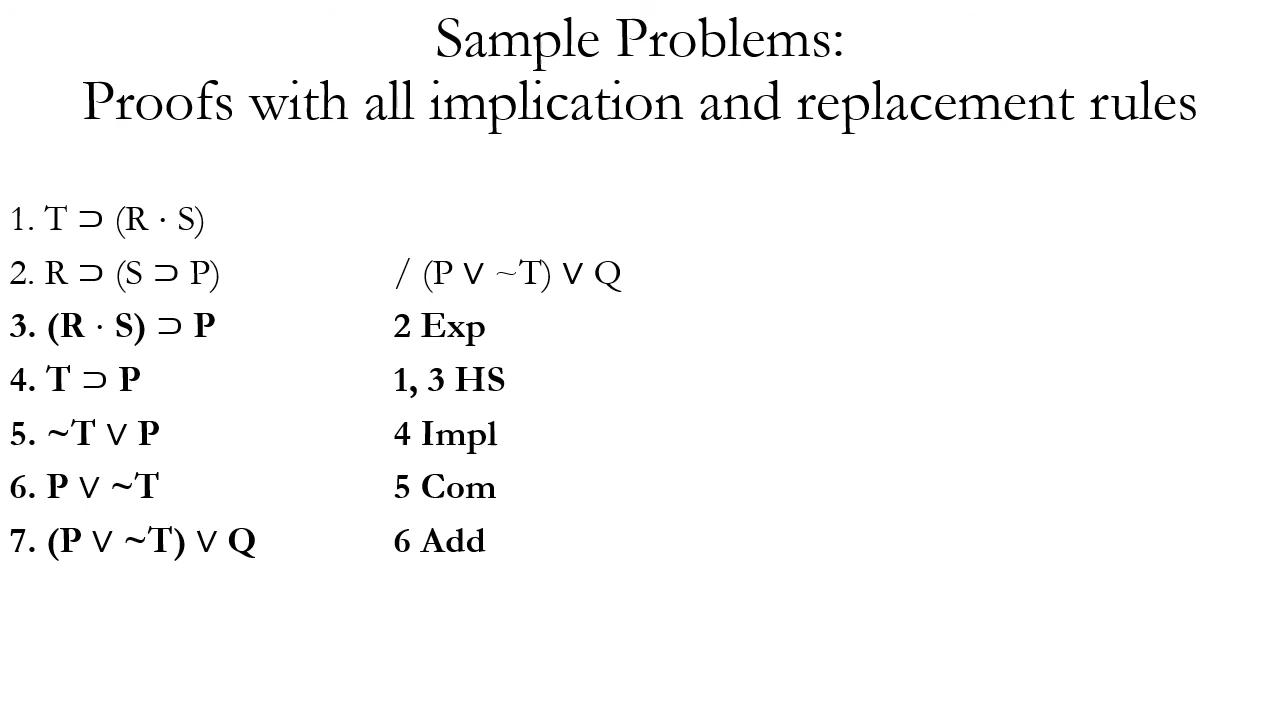 Sample Problems:
Proofs with all implication and replacement rules
1. T ⊃ (R · S)
2. R ⊃ (S ⊃ P) / (P ∨ ~T) ∨ Q
3. (R · S) ⊃ P 2 Exp
4. T ⊃ P 1, 3 HS
5. ~T ∨ P 4 Impl
6. P ∨ ~T 5 Com
7. (P ∨ ~T) ∨ Q 6 Add